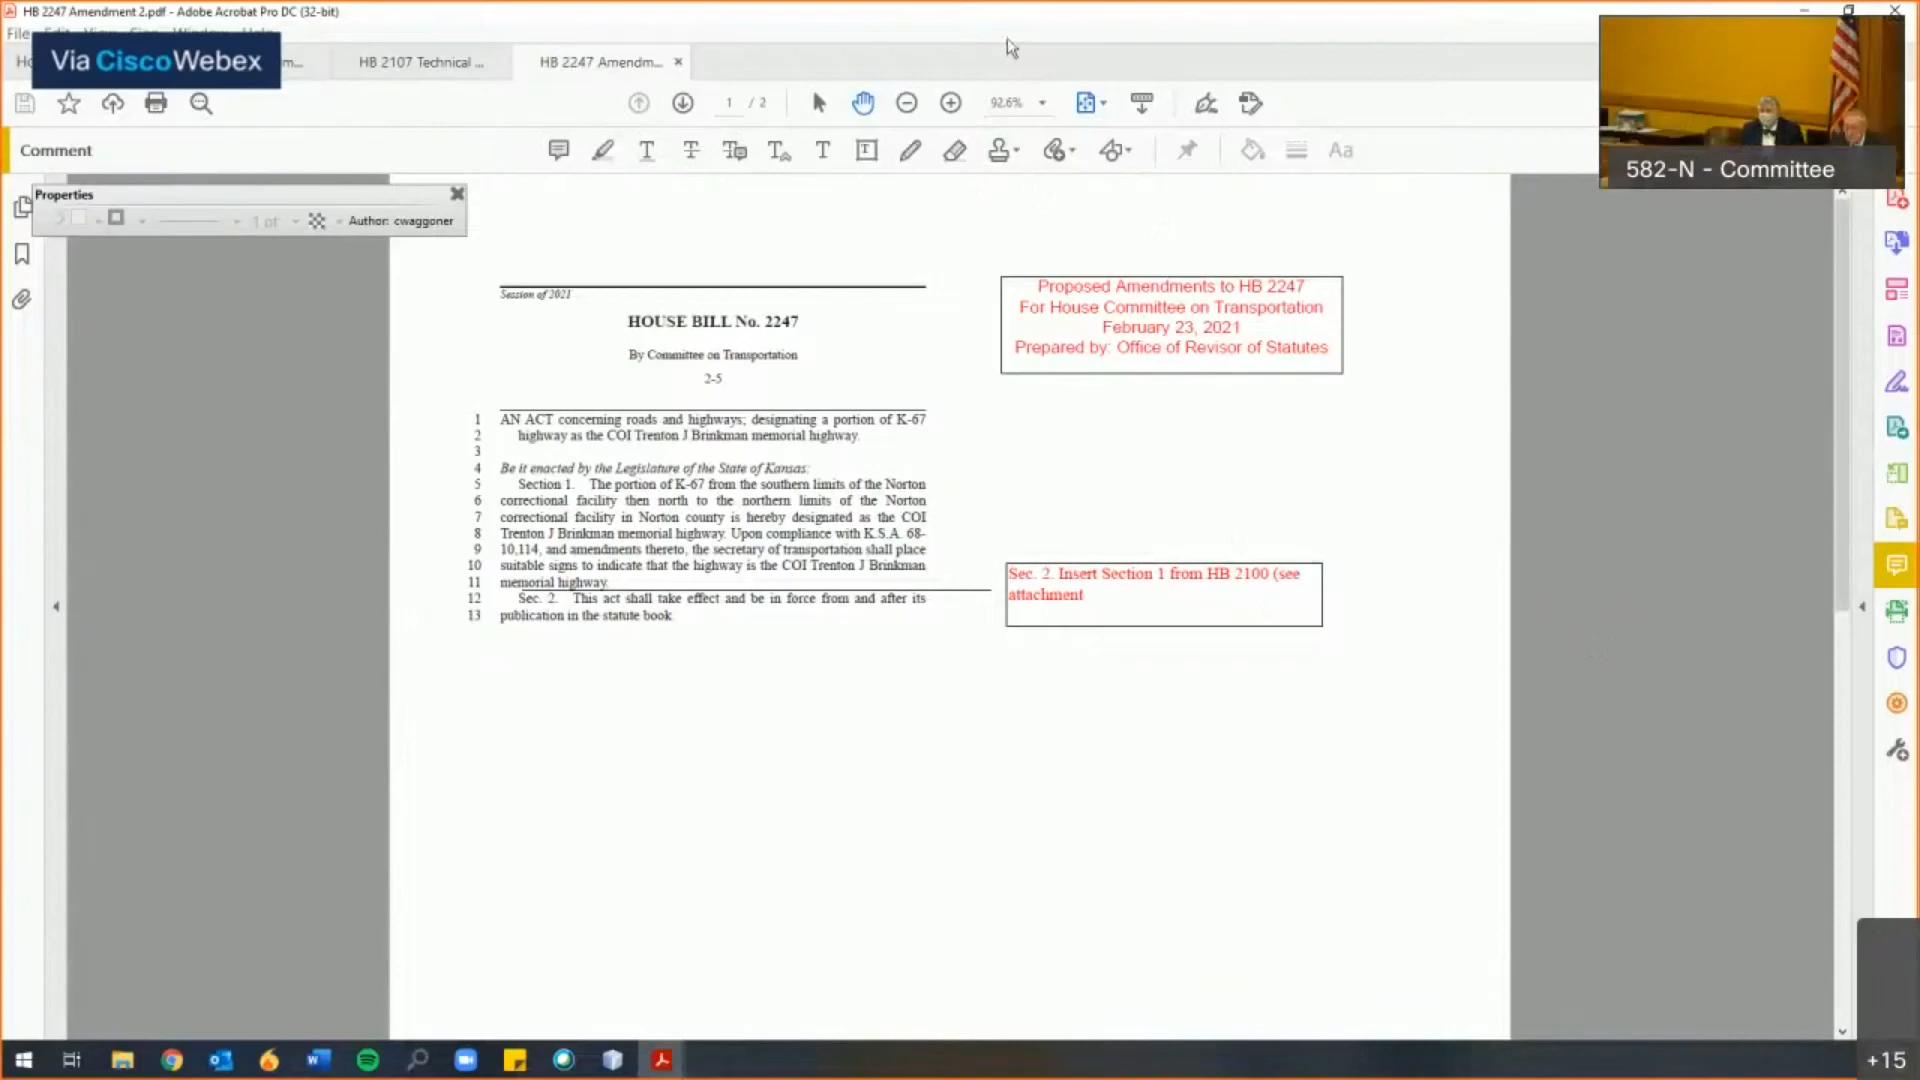 HB 2247 Amendment 2.pdf - Adobe Acrobat Pro DC (32-bit)
Via CiscoWebex
HB 2107 Technical ...
HB 2247 Amendm...
1 / 2
92.6%
582-N - Committee
Comment
Properties
1 pt
Author: cwaggoner
Session of 2021
HOUSE BILL No. 2247
By Committee on Transportation
2-5
Proposed Amendments to HB 2247
For House Committee on Transportation
February 23, 2021
Prepared by: Office of Revisor of Statutes
1 AN ACT concerning roads and highways; designating a portion of K-67
2 highway as the COI Trenton J Brinkman memorial highway.
3
4 Be it enacted by the Legislature of the State of Kansas:
5 Section 1. The portion of K-67 from the southern limits of the Norton
6 correctional facility then north to the northern limits of the Norton
7 correctional facility in Norton county is hereby designated as the COI
8 Trenton J Brinkman memorial highway. Upon compliance with K.S.A. 68-
9 10,114, and amendments thereto, the secretary of transportation shall place
10 suitable signs to indicate that the highway is the COI Trenton J Brinkman
11 memorial highway.
12 Sec. 2. This act shall take effect and be in force from and after its
13 publication in the statute book.
Sec. 2. Insert Section 1 from HB 2100 (see
attachment
+15